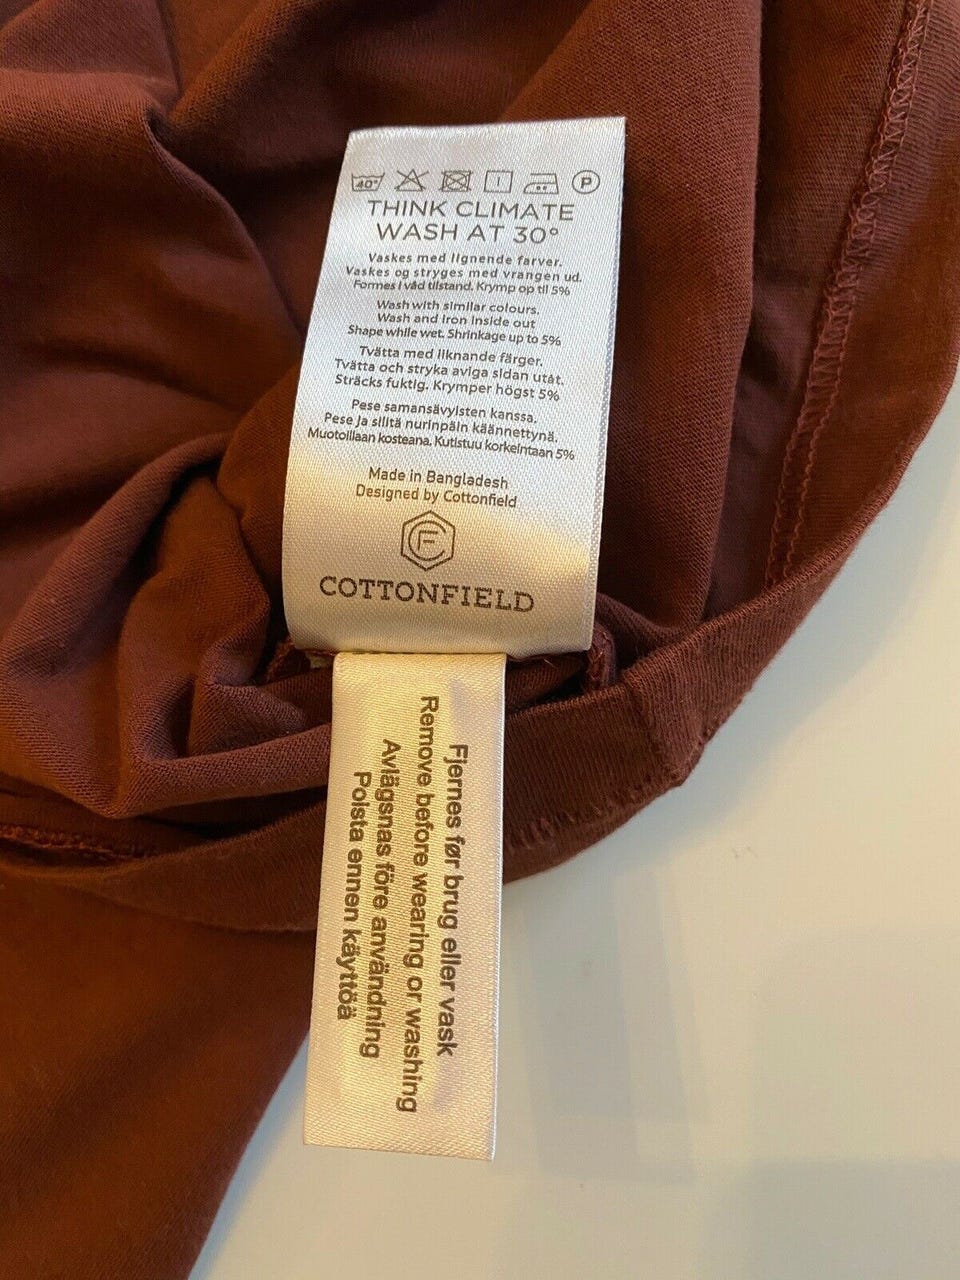 40°
P
THINK CLIMATE
WASH AT 30°
Vaskes med lignende farver.
Vaskes og stryges med vrangen ud.
Formes i våd tilstand. Krymp op til 5%
Wash with similar colours.
Wash and iron inside out
Shape while wet. Shrinkage up to 5%
Tvätta med liknande färger.
Tvätta och stryka aviga sidan utåt.
Sträcks fuktig. Krymper högst 5%
Pese samansävyisten kanssa.
Pese ja silitä nurinpäin käännettynä.
Muotoillaan kosteana. Kutistuu korkeintaan 5%
Made in Bangladesh
Designed by Cottonfield
CF
COTTONFIELD
Fjernes før brug eller vask
Remove before wearing or washing
Avlägsnas före användning
Poista ennen käyttöä